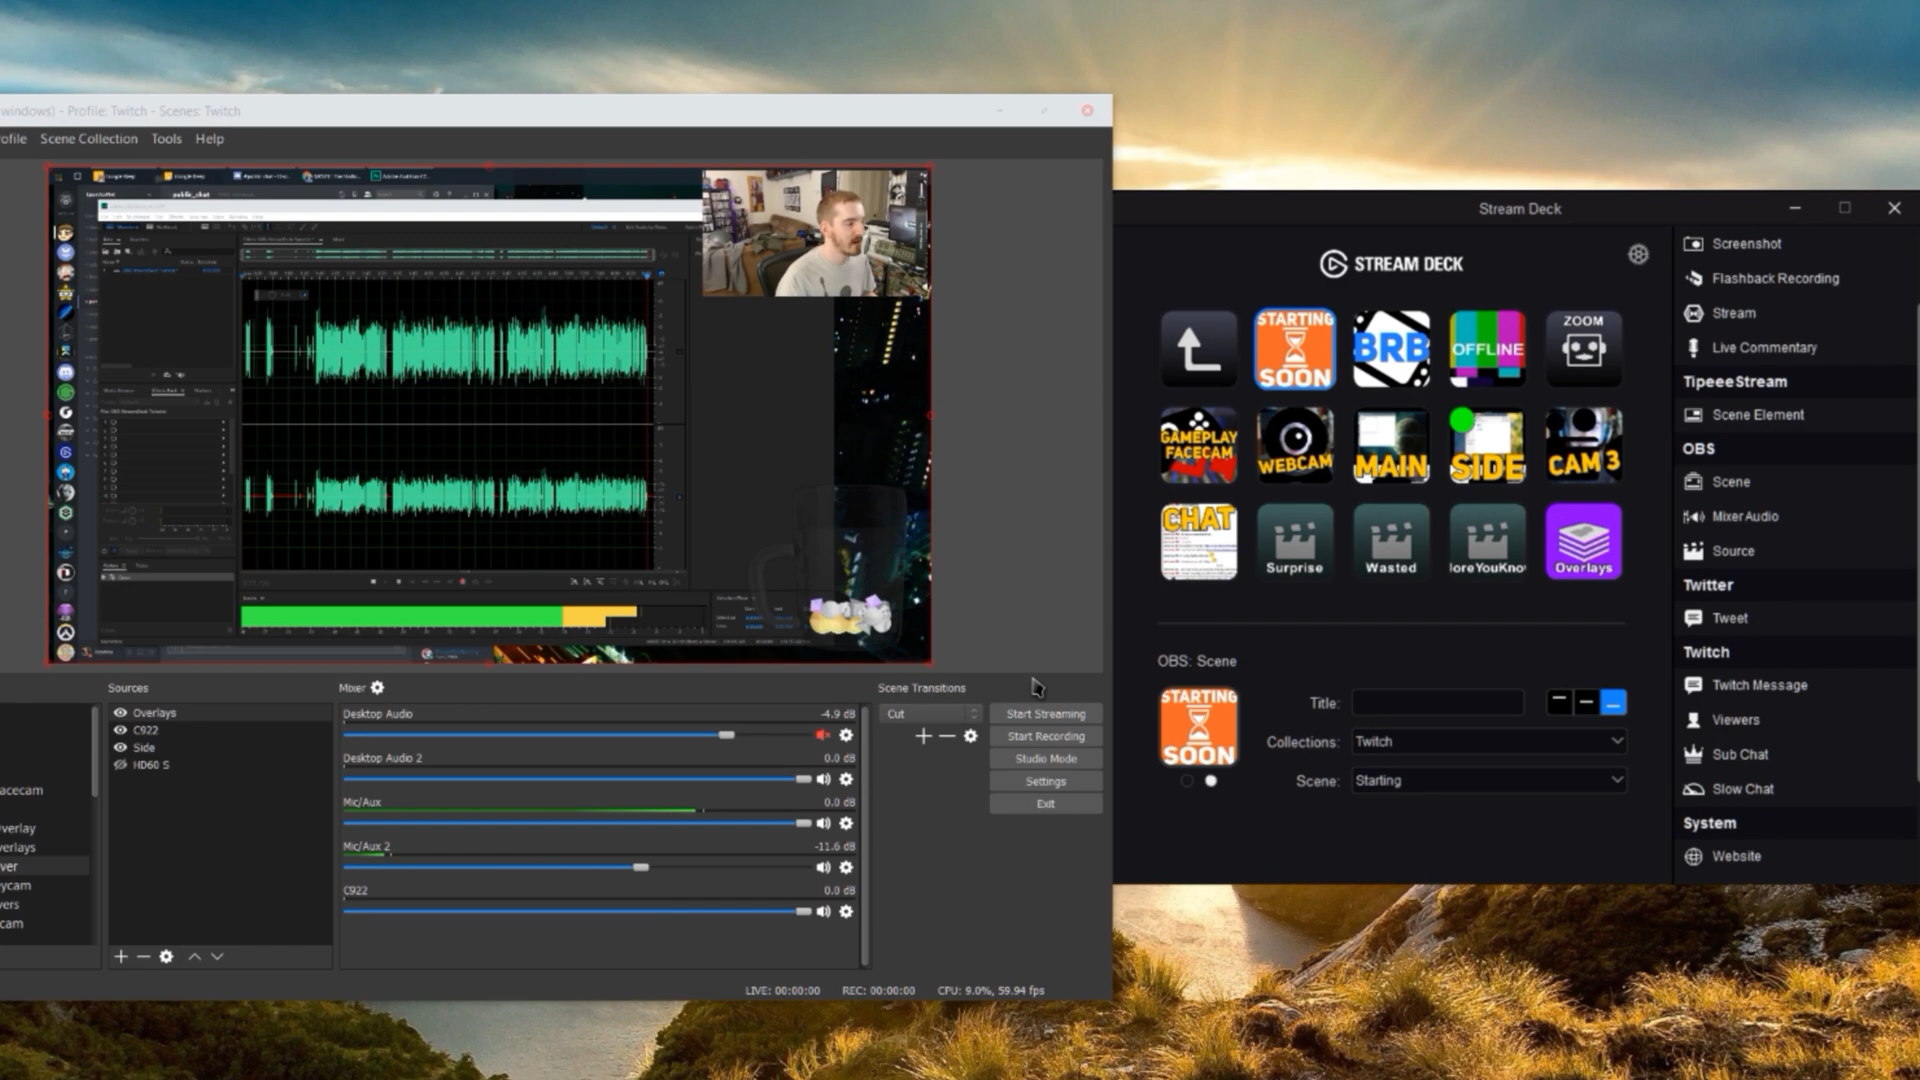 windows) - Profile: Twitch - Scenes: Twitch
ofile Scene Collection Tools Help
public_chat
Sources
Overlays
C922
Side
HD60 S
acecam
verlay
verlays
ver
eycam
vers
cam
Mixer
Desktop Audio -4.9 dB
Desktop Audio 2 0.0 dB
Mic/Aux 0.0 dB
Mic/Aux 2 -11.6 dB
C922 0.0 dB
Scene Transitions
Cut
Start Streaming
Start Recording
Studio Mode
Settings
Exit
LIVE: 00:00:00 REC: 00:00:00 CPU: 9.0%, 59.94 fps
Stream Deck
STREAM DECK
STARTING SOON
BRB
OFFLINE
ZOOM
GAMEPLAY FACECAM
WEBCAM
MAIN
SIDE
CAM 3
CHAT
Surprise
Wasted
loreYouKno
Overlays
OBS: Scene
STARTING
SOON
Title:
Collections: Twitch
Scene: Starting
Screenshot
Flashback Recording
Stream
Live Commentary
TipeeeStream
Scene Element
OBS
Scene
Mixer Audio
Source
Twitter
Tweet
Twitch
Twitch Message
Viewers
Sub Chat
Slow Chat
System
Website